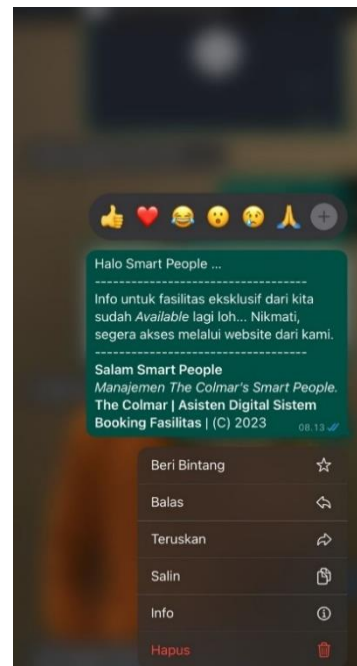 Halo Smart People ...
-----------------------------------
Info untuk fasilitas eksklusif dari kita
sudah Available lagi loh... Nikmati,
segera akses melalui website dari kami.
-----------------------------------
Salam Smart People
Manajemen The Colmar's Smart People.
The Colmar | Asisten Digital Sistem
Booking Fasilitas | (C) 2023
08.13
Beri Bintang
Balas
Teruskan
Salin
Info
Hapus